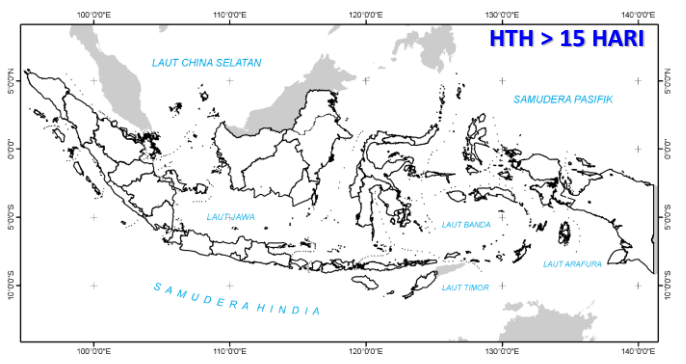 100°0'0"E 110°0'0"E 120°0'0"E 130°0'0"E 140°0'0"E
HTH > 15 HARI
LAUT CHINA SELATAN
5°0'0"N 5°0'0"N
SAMUDERA PASIFIK
0°0'0" 0°0'0"
LAUT JAWA
LAUT BANDA
5°0'0"S 5°0'0"S
LAUT ARAFURA
LAUT TIMOR
10°0'0"S 10°0'0"S
SAMUDERA HINDIA
100°0'0"E 110°0'0"E 120°0'0"E 130°0'0"E 140°0'0"E